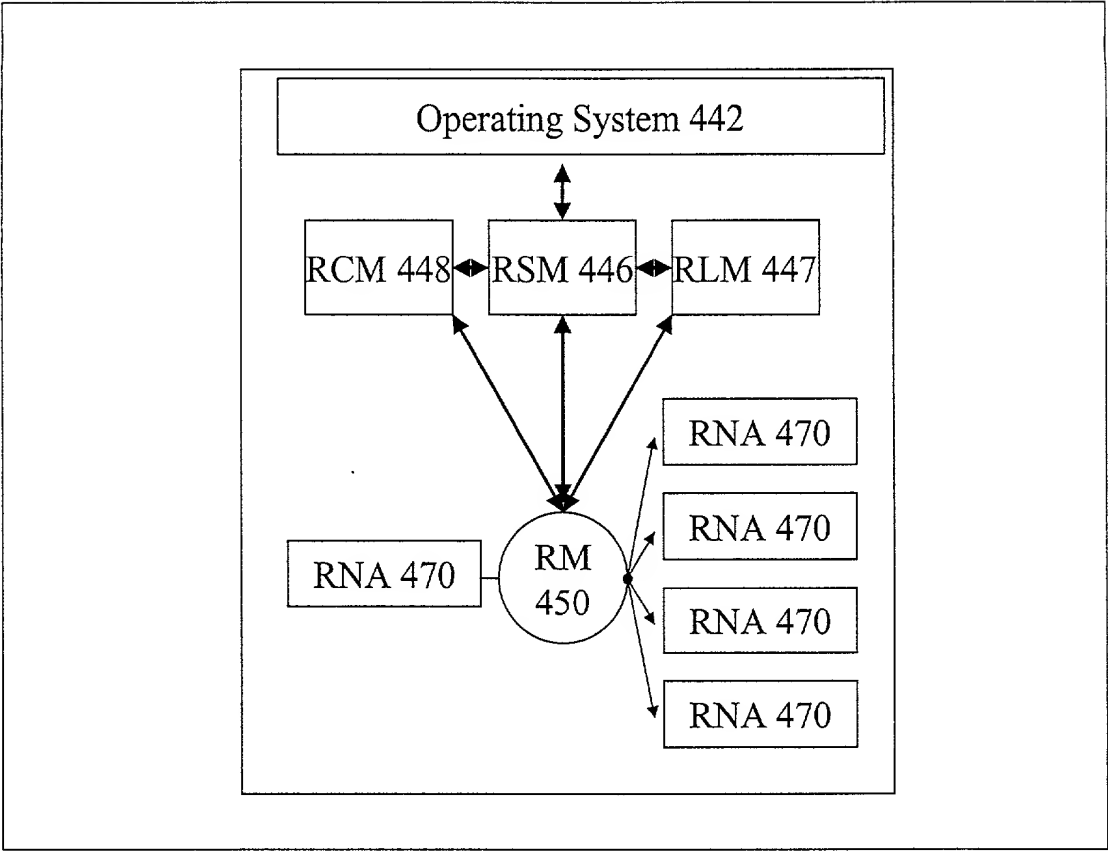 Operating System 442
RCM 448
RSM 446
RLM 447
RNA 470
RNA 470
RNA 470
RM
450
RNA 470
RNA 470